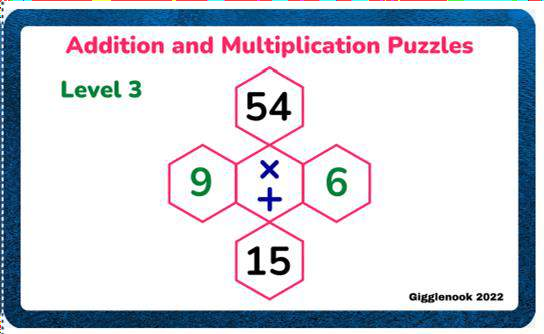 Addition and Multiplication Puzzles
Level 3
54
9 × 6
+
15
Gigglenook 2022